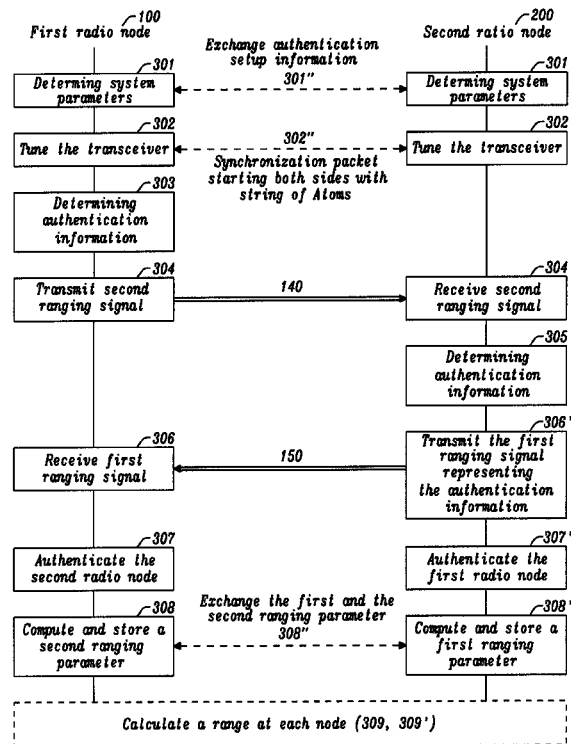 100
First radio node
200
Second ratio node
Exchange authentication
setup information
301''
301
Determing system
parameters
301
Determing system
parameters
302
Tune the transceiver
302''
302
Tune the transceiver
Synchronization packet
starting both sides with
string of Atoms
303
Determining
authentication
information
304
Transmit second
ranging signal
140
304
Receive second
ranging signal
305
Determining
authentication
information
306
Receive first
ranging signal
150
306'
Transmit the first
ranging signal
representing
the authentication
information
307
Authenticate the
second radio node
307'
Authenticate the
first radio node
Exchange the first and the
second ranging parameter
308''
308
Compute and store a
second ranging
parameter
308'
Compute and store a
first ranging
parameter
Calculate a range at each node (309, 309')